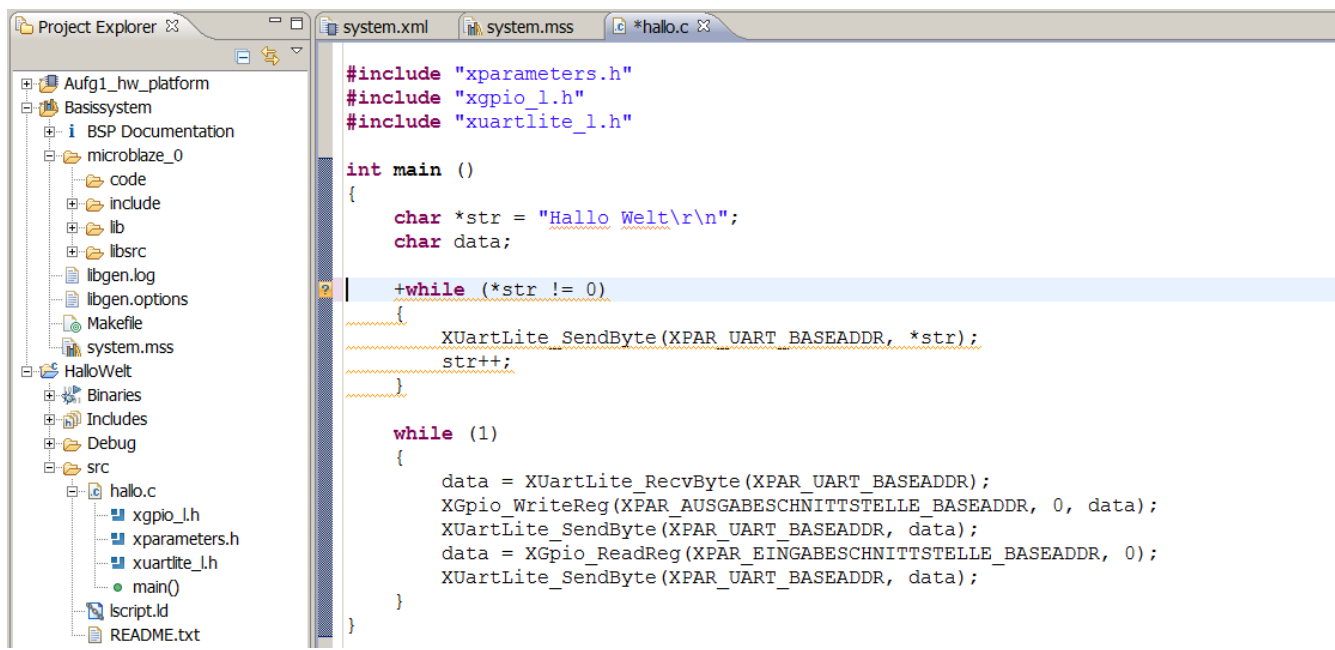 Project Explorer
Aufg1_hw_platform
Basissystem
BSP Documentation
microblaze_0
code
include
lib
libsrc
libgen.log
libgen.options
Makefile
system.mss
HalloWelt
Binaries
Includes
Debug
src
hallo.c
xgpio_l.h
xparameters.h
xuartlite_l.h
main()
lscript.ld
README.txt
system.xml system.mss *hallo.c
#include "xparameters.h"
#include "xgpio_l.h"
#include "xuartlite_l.h"
int main ()
{
    char *str = "Hallo Welt\r\n";
    char data;
    +while (*str != 0)
    {
        XUartLite_SendByte(XPAR_UART_BASEADDR, *str);
        str++;
    }
    while (1)
    {
        data = XUartLite_RecvByte(XPAR_UART_BASEADDR);
        XGpio_WriteReg(XPAR_AUSGABESCHNITTSTELLE_BASEADDR, 0, data);
        XUartLite_SendByte(XPAR_UART_BASEADDR, data);
        data = XGpio_ReadReg(XPAR_EINGABESCHNITTSTELLE_BASEADDR, 0);
        XUartLite_SendByte(XPAR_UART_BASEADDR, data);
    }
}